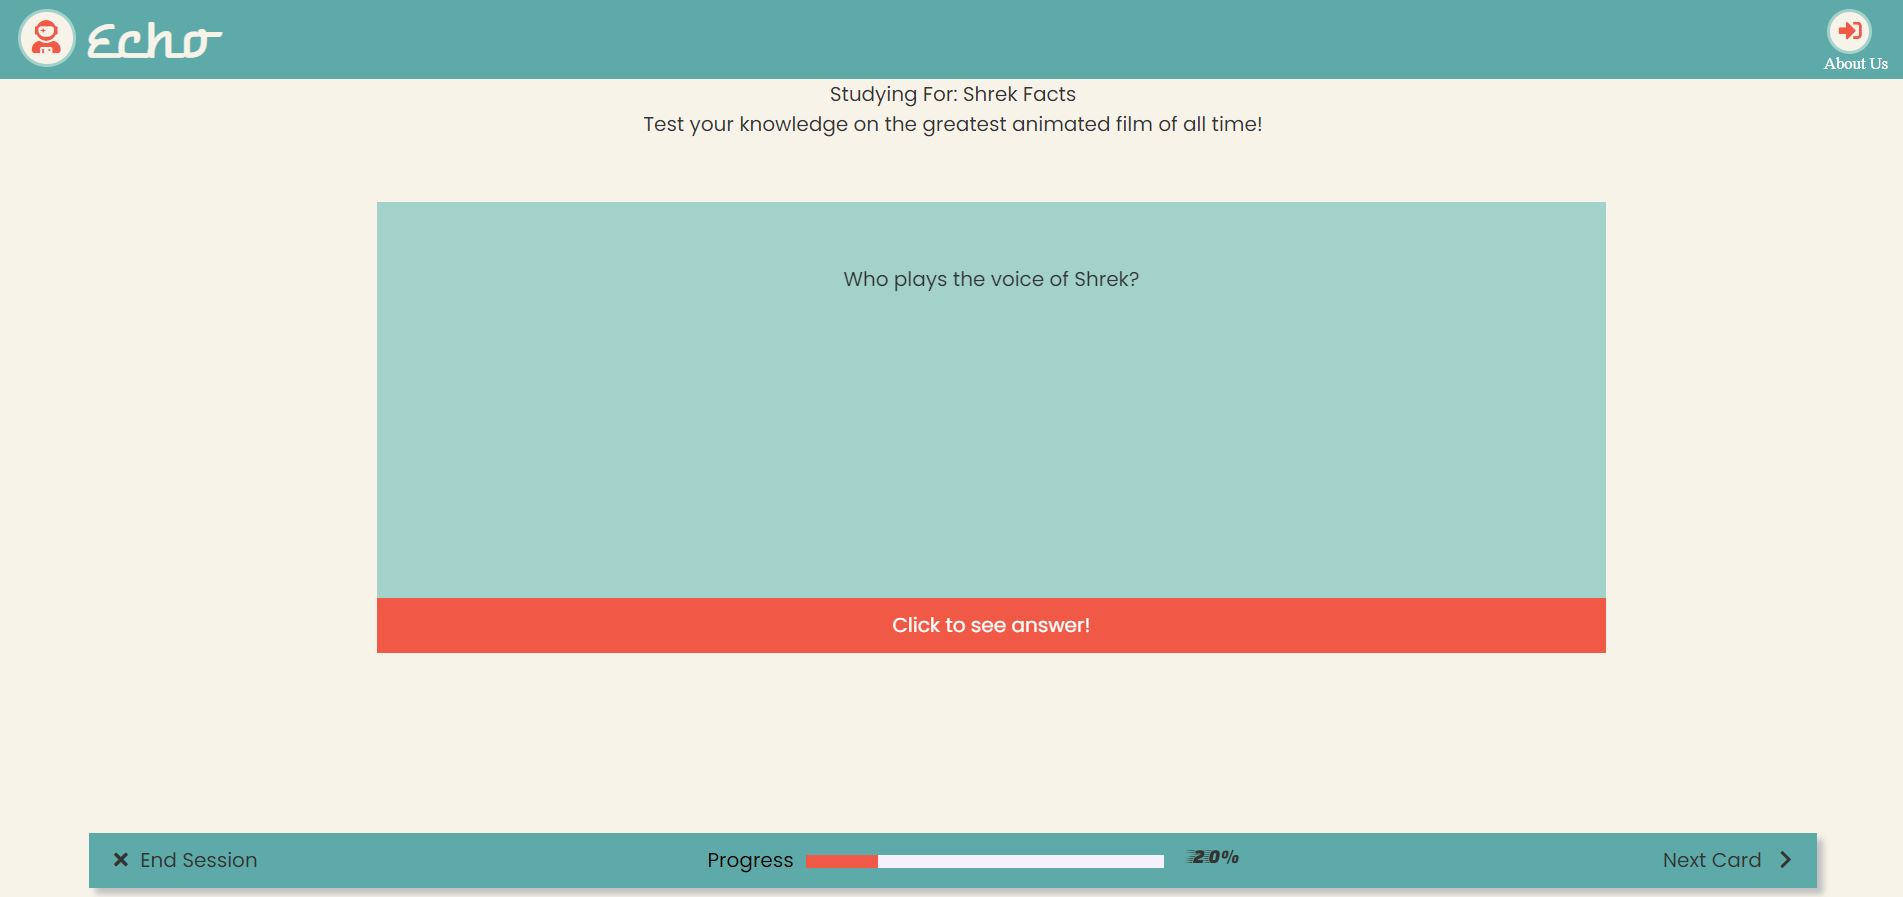 Echo
About Us
Studying For: Shrek Facts
Test your knowledge on the greatest animated film of all time!
Who plays the voice of Shrek?
Click to see answer!
End Session
Progress
20%
Next Card